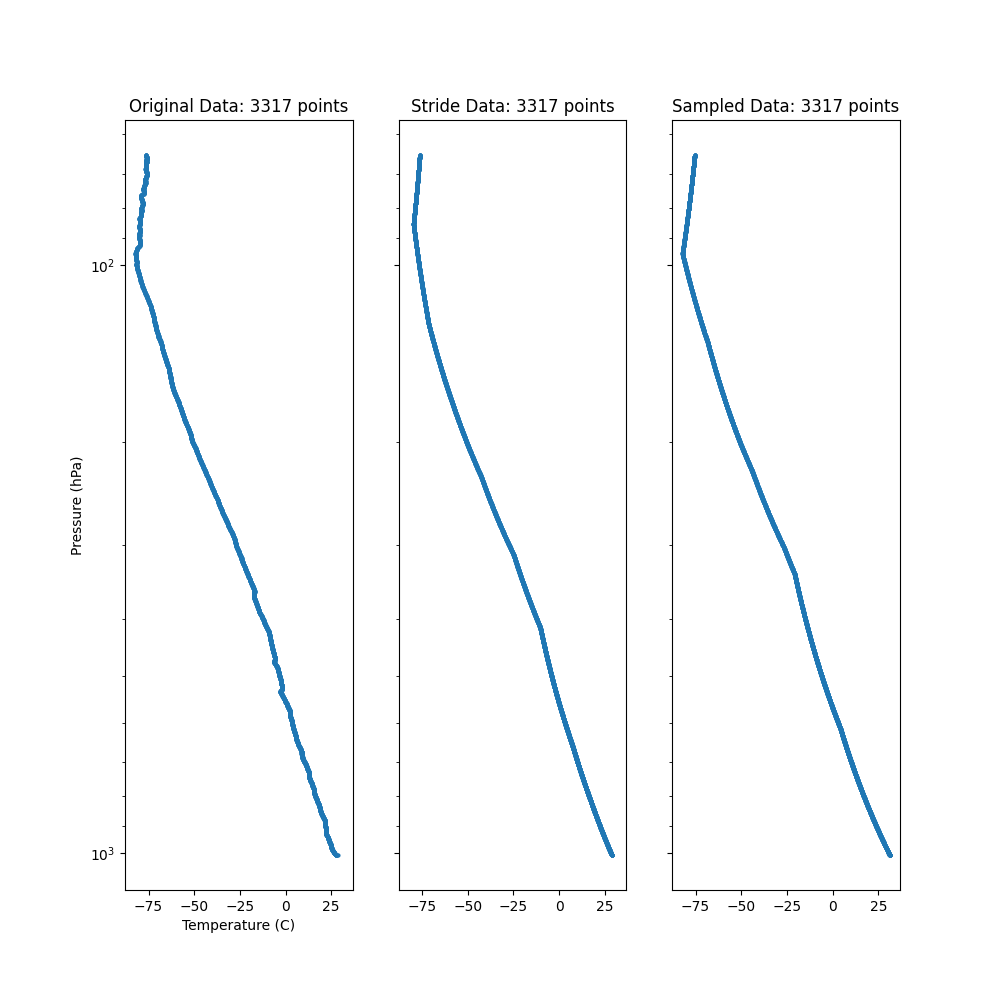 Original Data: 3317 points
Stride Data: 3317 points
Sampled Data: 3317 points
Pressure (hPa)
10²
10³
−75 −50 −25 0 25
−75 −50 −25 0 25
−75 −50 −25 0 25
Temperature (C)